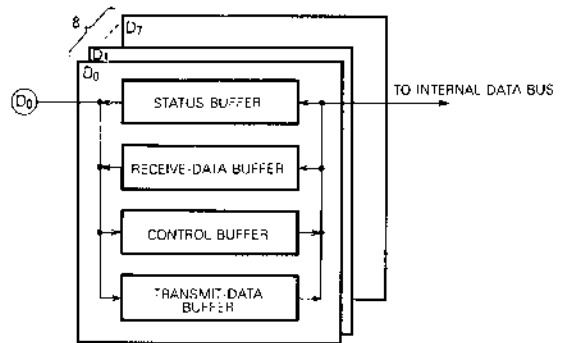 8
D7
D1
D0
D0
STATUS BUFFER
TO INTERNAL DATA BUS
RECEIVE-DATA BUFFER
CONTROL BUFFER
TRANSMIT-DATA
BUFFER